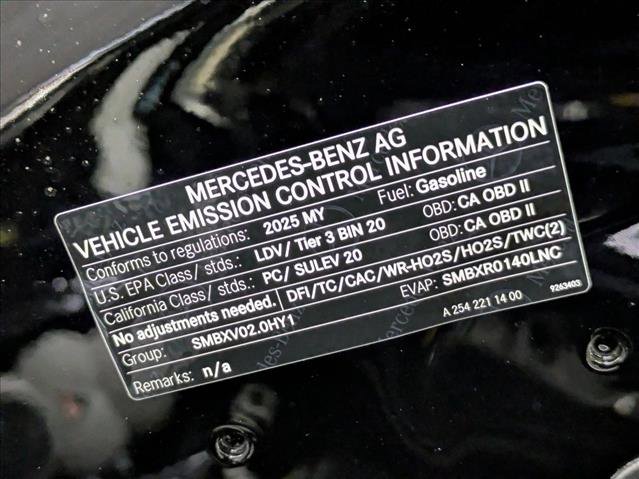 MERCEDES-BENZ AG
VEHICLE EMISSION CONTROL INFORMATION
Conforms to regulations: 2025 MY Fuel: Gasoline
U.S. EPA Class/ stds.: LDV/ Tier 3 BIN 20 OBD: CA OBD II
California Class/ stds.: PC/ SULEV 20 OBD: CA OBD II
No adjustments needed. DFI/TC/CAC/WR-HO2S/HO2S/TWC(2)
Group: SMBXV02.0HY1 EVAP: SMBXR0140LNC
Remarks: n/a A 254 221 14 00 9263403